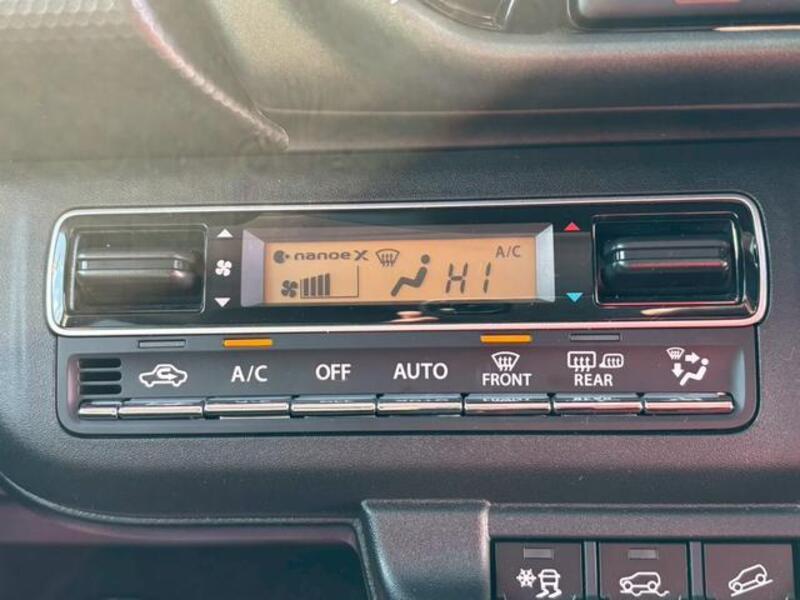 nanoe X
A/C
HI
A/C
OFF
AUTO
FRONT
REAR